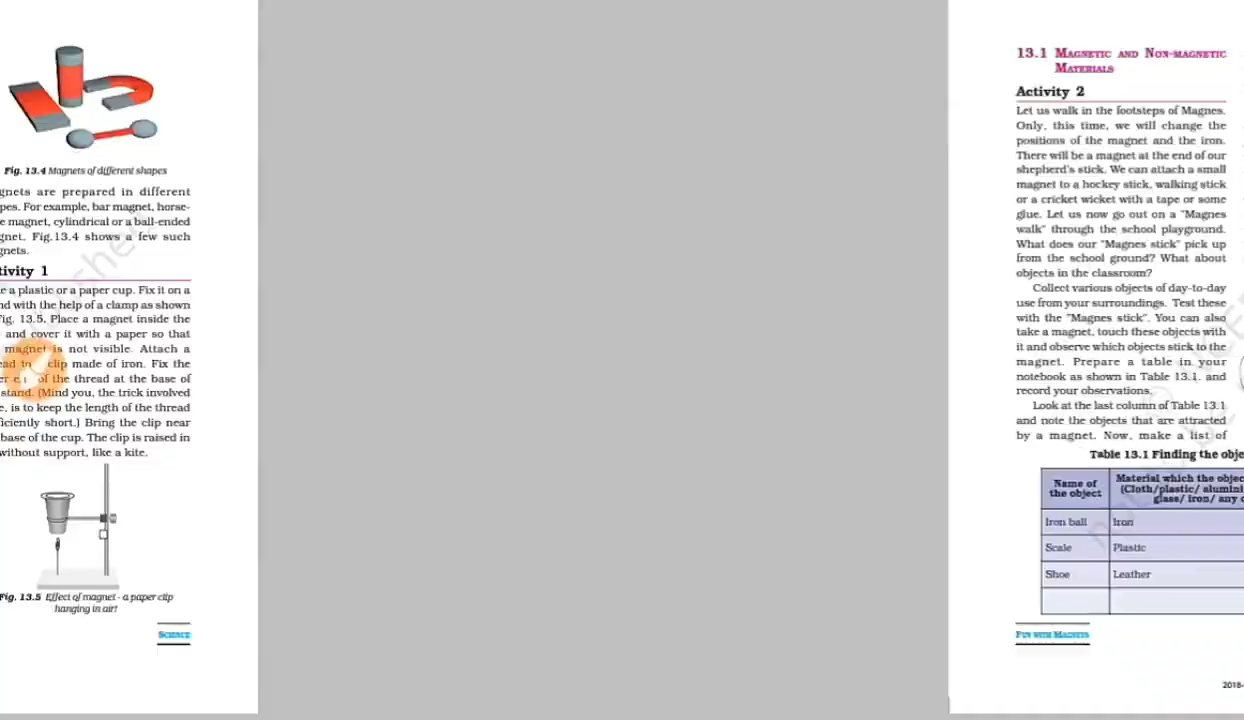 Fig. 13.4 Magnets of different shapes
gnets are prepared in different
pes. For example, bar magnet, horse-
e magnet, cylindrical or a ball-ended
gnet. Fig.13.4 shows a few such
gnets.
tivity 1
e a plastic or a paper cup. Fix it on a
nd with the help of a clamp as shown
Fig. 13.5. Place a magnet inside the
and cover it with a paper so that
magnet is not visible. Attach a
clip made of iron. Fix the
of the thread at the base of
stand. (Mind you, the trick involved
e, is to keep the length of the thread
ficiently short.) Bring the clip near
base of the cup. The clip is raised in
without support, like a kite.
Fig. 13.5 Effect of magnet - a paper clip
hanging in air!
SCIENCE
13.1 MAGNETIC AND NON-MAGNETIC
MATERIALS
Activity 2
Let us walk in the footsteps of Magnes.
Only, this time, we will change the
positions of the magnet and the iron.
There will be a magnet at the end of our
shepherd's stick. We can attach a small
magnet to a hockey stick, walking stick
or a cricket wicket with a tape or some
glue. Let us now go out on a "Magnes
walk" through the school playground.
What does our "Magnes stick" pick up
from the school ground? What about
objects in the classroom?
Collect various objects of day-to-day
use from your surroundings. Test these
with the "Magnes stick". You can also
take a magnet, touch these objects with
it and observe which objects stick to the
magnet. Prepare a table in your
notebook as shown in Table 13.1, and
record your observations.
Look at the last column of Table 13.1
and note the objects that are attracted
by a magnet. Now, make a list of
Table 13.1 Finding the obje
Name of
the object
Material which the objec
(Cloth/plastic/ alumini
glass/ iron/ any o
Iron ball Iron
Scale Plastic
Shoe Leather
FUN WITH MAGNETS
2018-